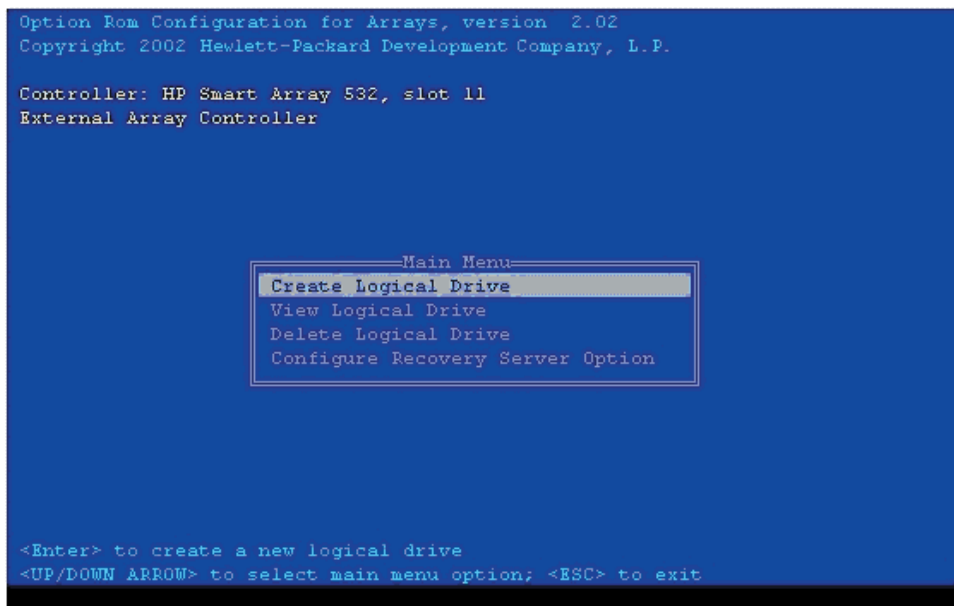 Option Rom Configuration for Arrays, version  2.02
Copyright 2002 Hewlett-Packard Development Company, L.P.
Controller: HP Smart Array 532, slot 11
External Array Controller
Main Menu
Create Logical Drive
View Logical Drive
Delete Logical Drive
Configure Recovery Server Option
<Enter> to create a new logical drive
<UP/DOWN ARROW> to select main menu option; <ESC> to exit